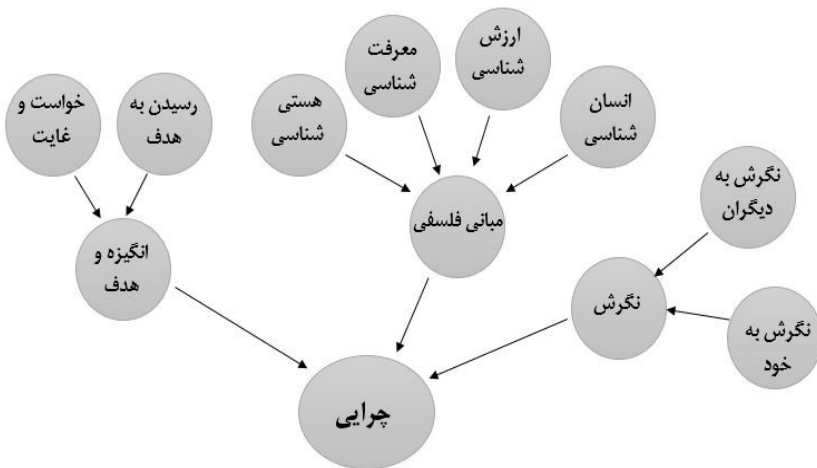 ارزش
شناسی
معرفت
شناسی
انسان
شناسی
هستی
شناسی
رسیدن به
هدف
خواست و
غایت
نگرش به
دیگران
مبانی فلسفی
انگیزه و
هدف
نگرش
نگرش به
خود
چرایی